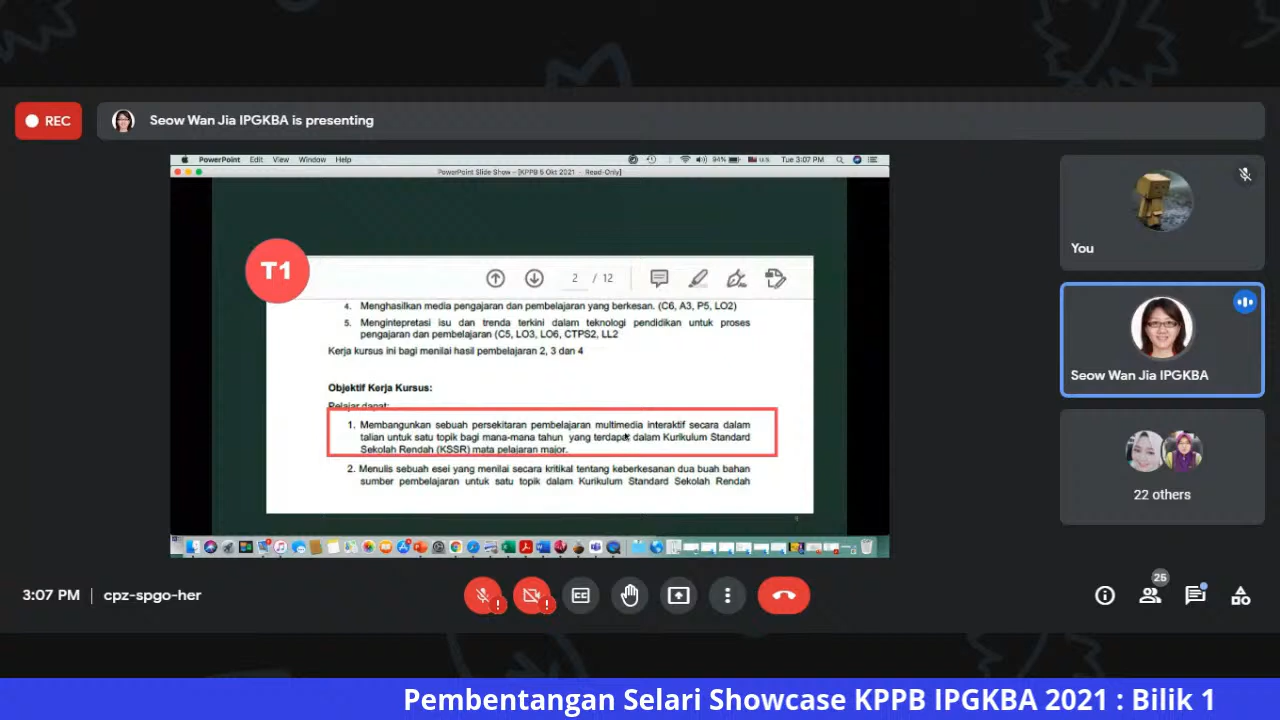 REC
Seow Wan Jia IPGKBA is presenting
PowerPoint Edit View Window Help
94% U.S. Tue 3:07 PM
PowerPoint Slide Show - [KPPB 5 Okt 2021 - Read-Only]
T1
2 / 12
4. Menghasilkan media pengajaran dan pembelajaran yang berkesan. (C6, A3, P5, LO2)
5. Mengintepretasi isu dan trenda terkini dalam teknologi pendidikan untuk proses
pengajaran dan pembelajaran (C5, LO3, LO6, CTPS2, LL2
Kerja kursus ini bagi menilai hasil pembelajaran 2, 3 dan 4
Objektif Kerja Kursus:
Pelajar dapat:
1. Membangunkan sebuah persekitaran pembelajaran multimedia interaktif secara dalam
talian untuk satu topik bagi mana-mana tahun yang terdapat dalam Kurikulum Standard
Sekolah Rendah (KSSR) mata pelajaran major.
2. Menulis sebuah esei yang menilai secara kritikal tentang keberkesanan dua buah bahan
sumber pembelajaran untuk satu topik dalam Kurikulum Standard Sekolah Rendah
9
You
Seow Wan Jia IPGKBA
22 others
3:07 PM | cpz-spgo-her
CC
26
Pembentangan Selari Showcase KPPB IPGKBA 2021 : Bilik 1